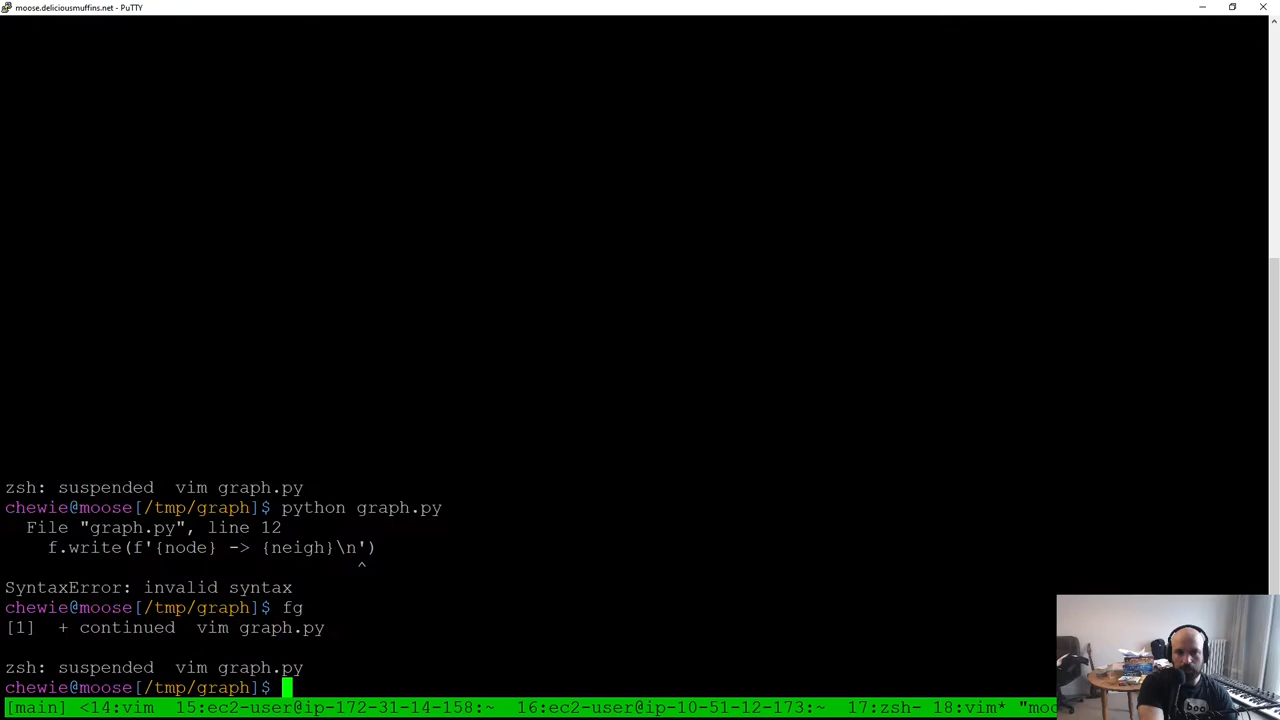 moose.deliciousmuffins.net - PuTTY
zsh: suspended  vim graph.py
chewie@moose[/tmp/graph]$ python graph.py
  File "graph.py", line 12
    f.write(f'{node} -> {neigh}\n')
                                  ^
SyntaxError: invalid syntax
chewie@moose[/tmp/graph]$ fg
[1]  + continued  vim graph.py
zsh: suspended  vim graph.py
chewie@moose[/tmp/graph]$
[main] <14:vim  15:ec2-user@ip-172-31-14-158:~  16:ec2-user@ip-10-51-12-173:~  17:zsh- 18:vim* "moo
boo